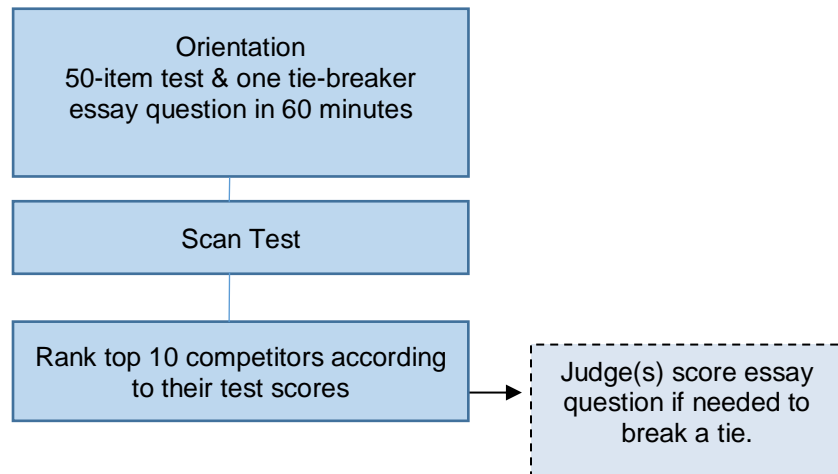 Orientation
50-item test & one tie-breaker
essay question in 60 minutes
Scan Test
Rank top 10 competitors according
to their test scores
Judge(s) score essay
question if needed to
break a tie.